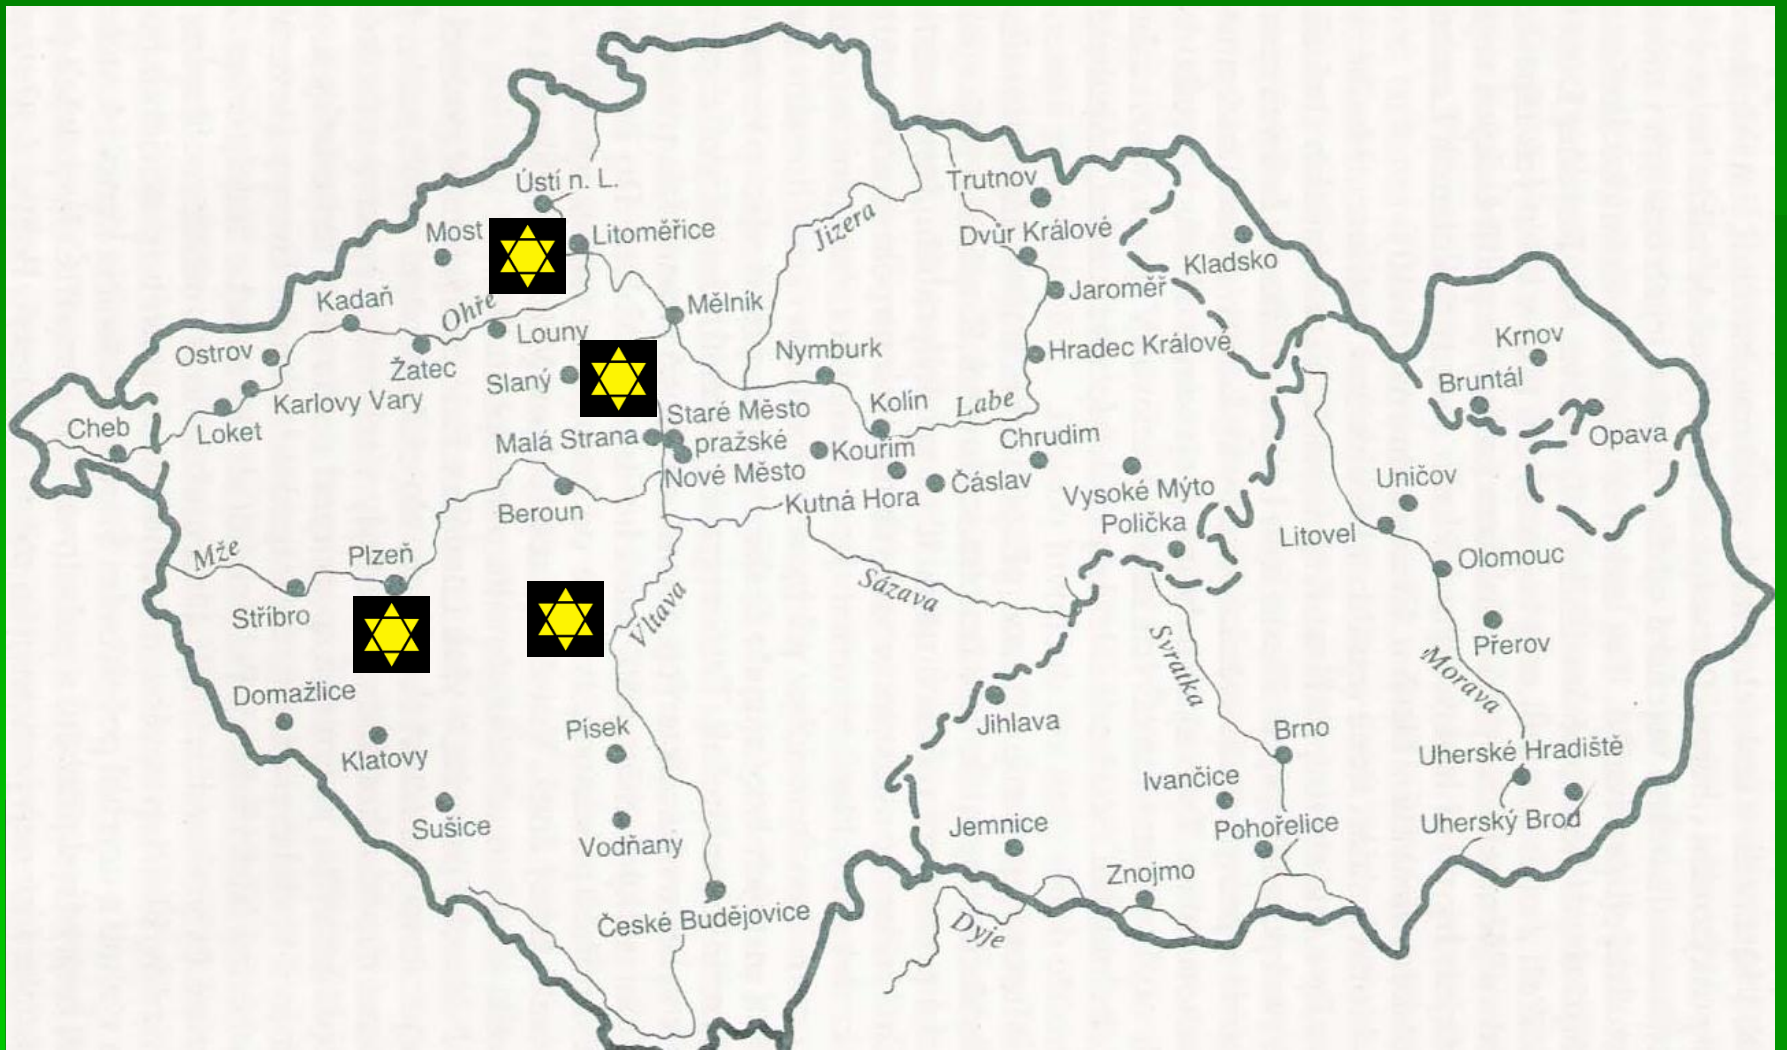 Ústí n. L.
Most
Litoměřice
Trutnov
Dvůr Králové
Jizera
Kladsko
Jaroměř
Kadaň
Ohře
Mělník
Louny
Ostrov
Žatec
Slaný
Nymburk
Hradec Králové
Krnov
Bruntál
Karlovy Vary
Loket
Cheb
Staré Město
pražské
Malá Strana
Nové Město
Kolín
Labe
Kouřim
Chrudim
Opava
Kutná Hora
Čáslav
Vysoké Mýto
Polička
Uničov
Litovel
Beroun
Olomouc
Mže
Plzeň
Stříbro
Vltava
Sázava
Svratka
Přerov
Morava
Domažlice
Klatovy
Písek
Jihlava
Brno
Uherské Hradiště
Ivančice
Sušice
Vodňany
Jemnice
Pohořelice
Uherský Brod
Znojmo
České Budějovice
Dyje